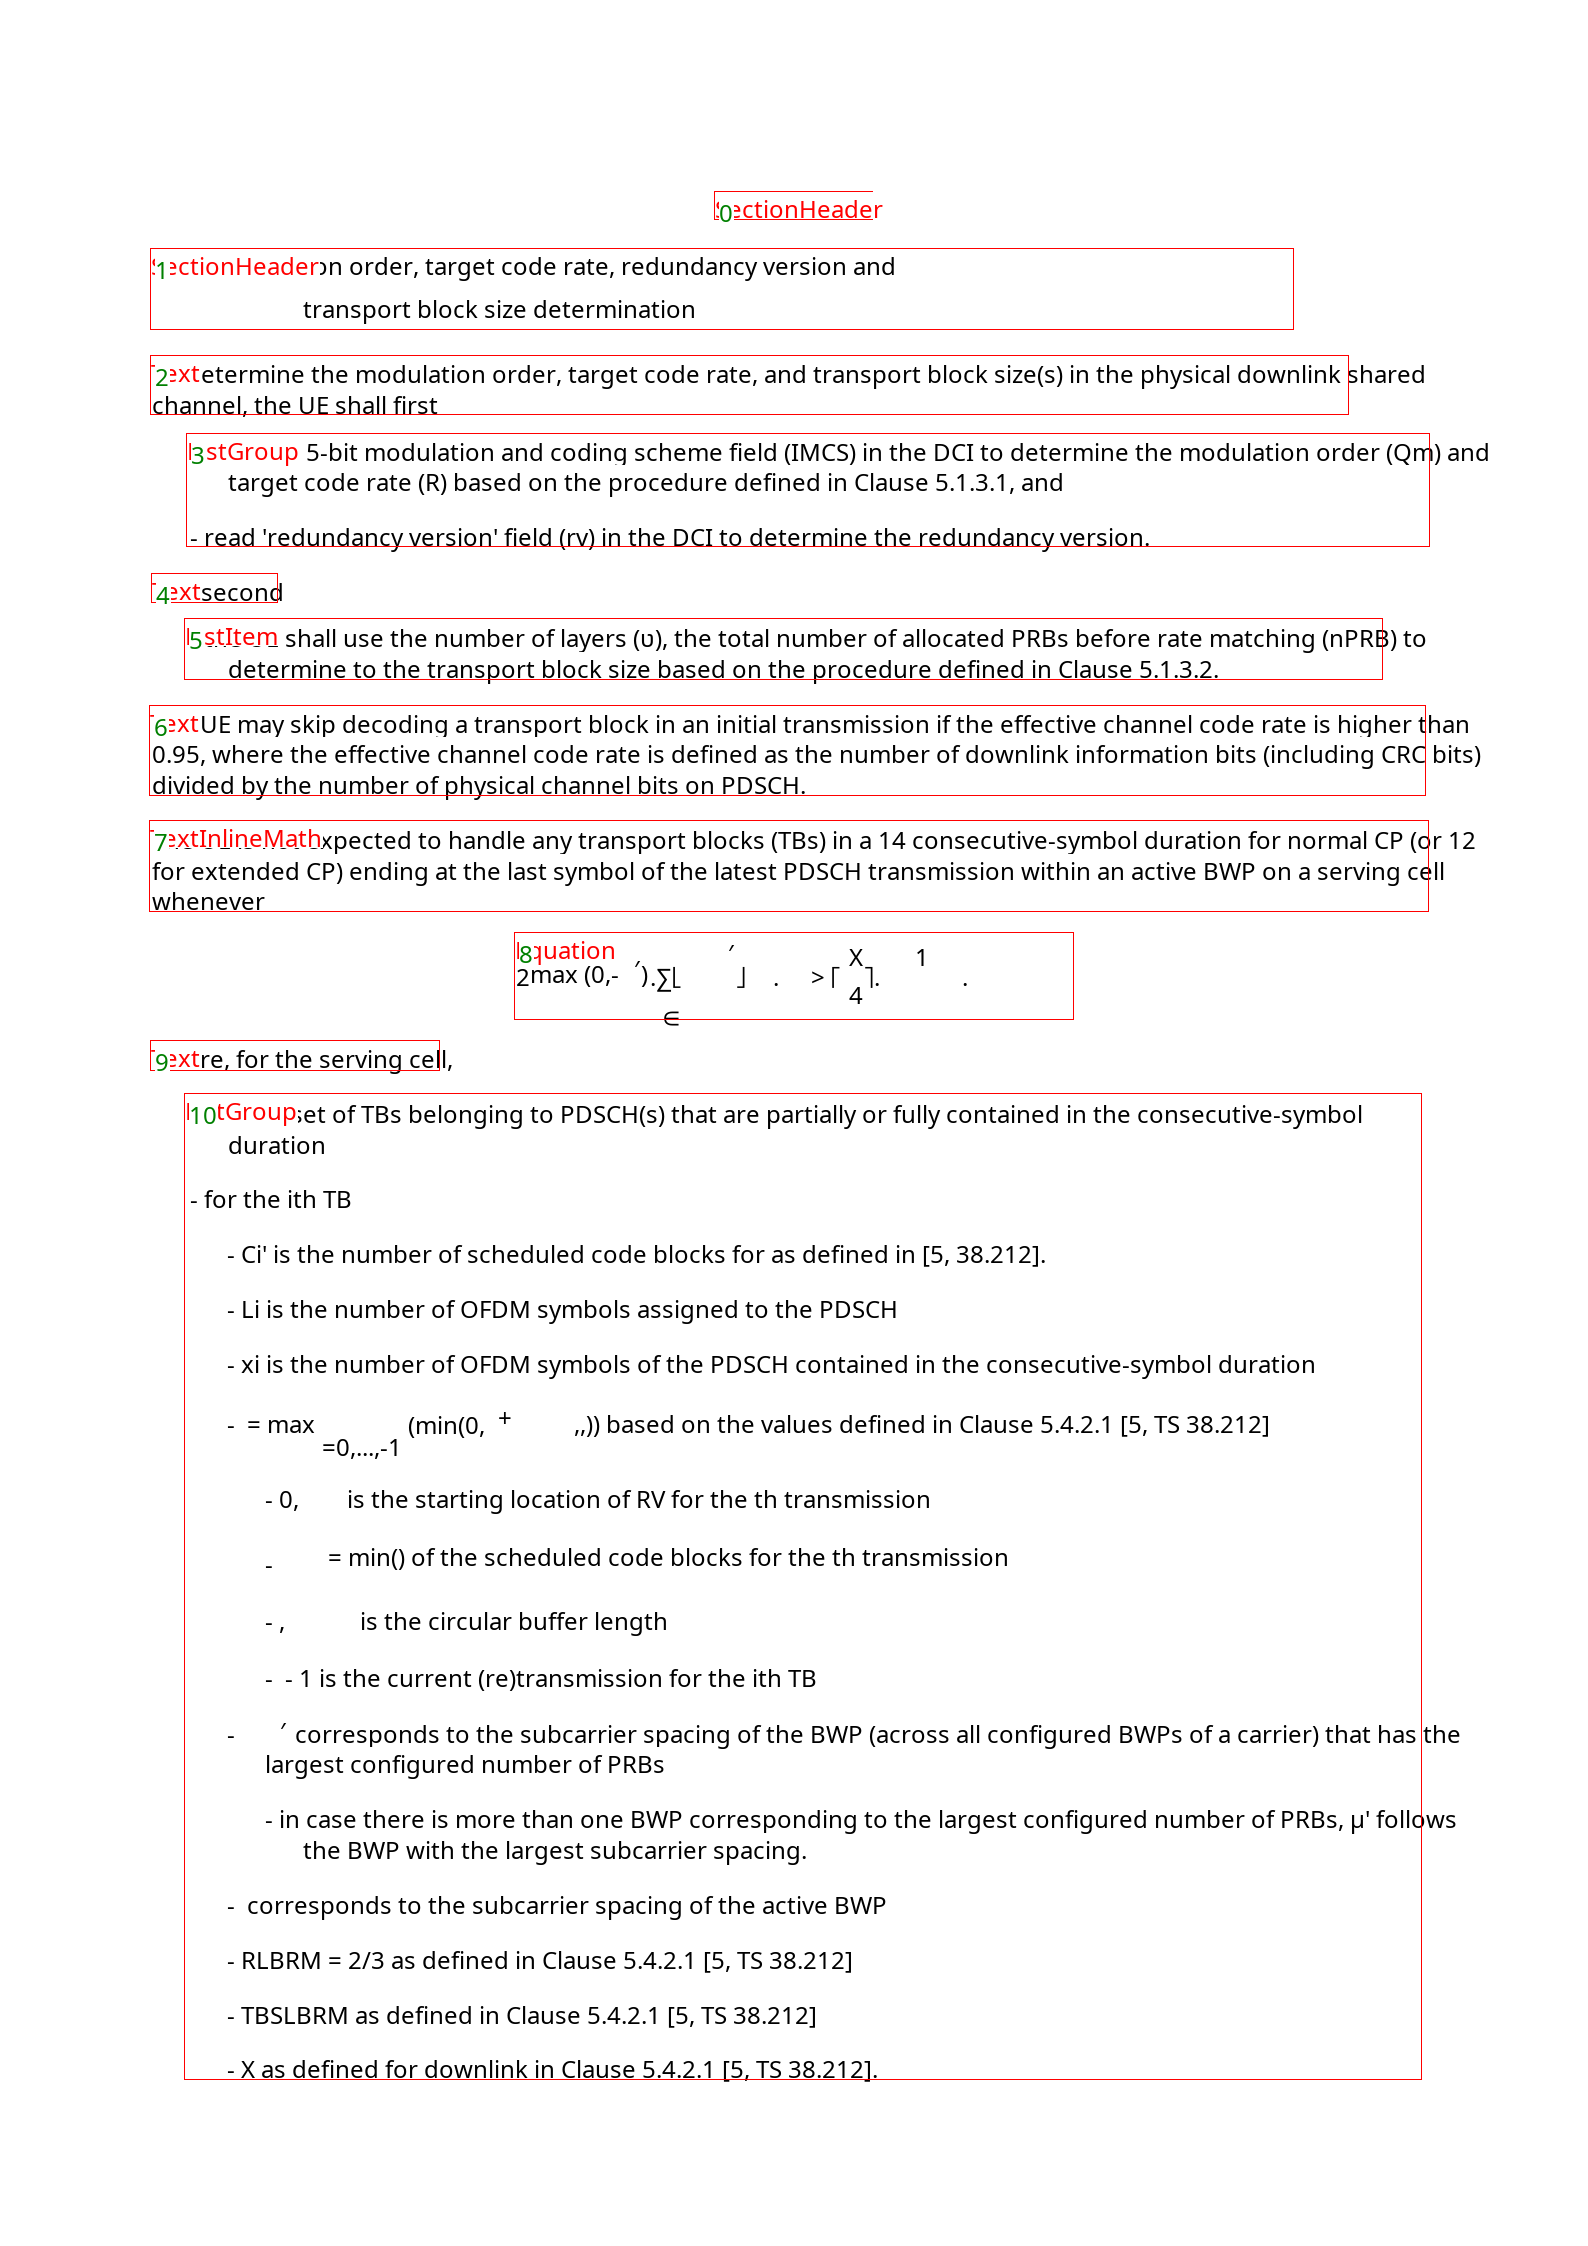 SectionHeader
0
SectionHeader
1
on order, target code rate, redundancy version and
transport block size determination
Text
2
etermine the modulation order, target code rate, and transport block size(s) in the physical downlink shared
channel, the UE shall first
ListGroup
3
5-bit modulation and coding scheme field (IMCS) in the DCI to determine the modulation order (Qm) and
target code rate (R) based on the procedure defined in Clause 5.1.3.1, and
- read 'redundancy version' field (rv) in the DCI to determine the redundancy version.
Text
4
second
ListItem
5
shall use the number of layers (υ), the total number of allocated PRBs before rate matching (nPRB) to
determine to the transport block size based on the procedure defined in Clause 5.1.3.2.
Text
6
UE may skip decoding a transport block in an initial transmission if the effective channel code rate is higher than
0.95, where the effective channel code rate is defined as the number of downlink information bits (including CRC bits)
divided by the number of physical channel bits on PDSCH.
TextInlineMath
7
xpected to handle any transport blocks (TBs) in a 14 consecutive-symbol duration for normal CP (or 12
for extended CP) ending at the last symbol of the latest PDSCH transmission within an active BWP on a serving cell
whenever
Equation
8
2max (0,- ′).∑⌊ ′ ⌋ . > ⌈ X 4 ⌉. 1 .
∈
Text
9
re, for the serving cell,
ListGroup
10
set of TBs belonging to PDSCH(s) that are partially or fully contained in the consecutive-symbol
duration
- for the ith TB
- Ci' is the number of scheduled code blocks for as defined in [5, 38.212].
- Li is the number of OFDM symbols assigned to the PDSCH
- xi is the number of OFDM symbols of the PDSCH contained in the consecutive-symbol duration
- = max =0,…,-1 (min(0, + ,,)) based on the values defined in Clause 5.4.2.1 [5, TS 38.212]
- 0, is the starting location of RV for the th transmission
- = min() of the scheduled code blocks for the th transmission
- , is the circular buffer length
- - 1 is the current (re)transmission for the ith TB
- ′ corresponds to the subcarrier spacing of the BWP (across all configured BWPs of a carrier) that has the
largest configured number of PRBs
- in case there is more than one BWP corresponding to the largest configured number of PRBs, µ' follows
the BWP with the largest subcarrier spacing.
- corresponds to the subcarrier spacing of the active BWP
- RLBRM = 2/3 as defined in Clause 5.4.2.1 [5, TS 38.212]
- TBSLBRM as defined in Clause 5.4.2.1 [5, TS 38.212]
- X as defined for downlink in Clause 5.4.2.1 [5, TS 38.212].